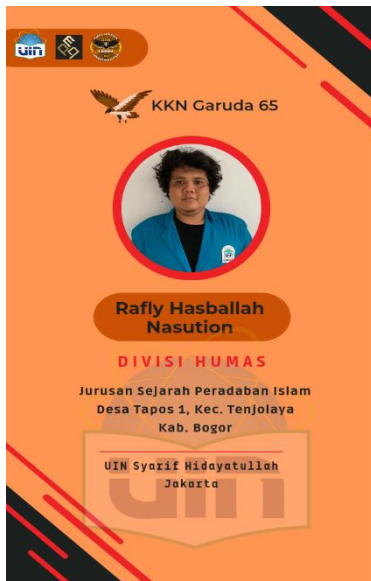 UIN
KKN Garuda 65
Rafly Hasballah
Nasution
DIVISI HUMAS
Jurusan Sejarah Peradaban Islam
Desa Tapos 1, Kec. Tenjolaya
Kab. Bogor
UIN Syarif Hidayatullah
Jakarta
UIN